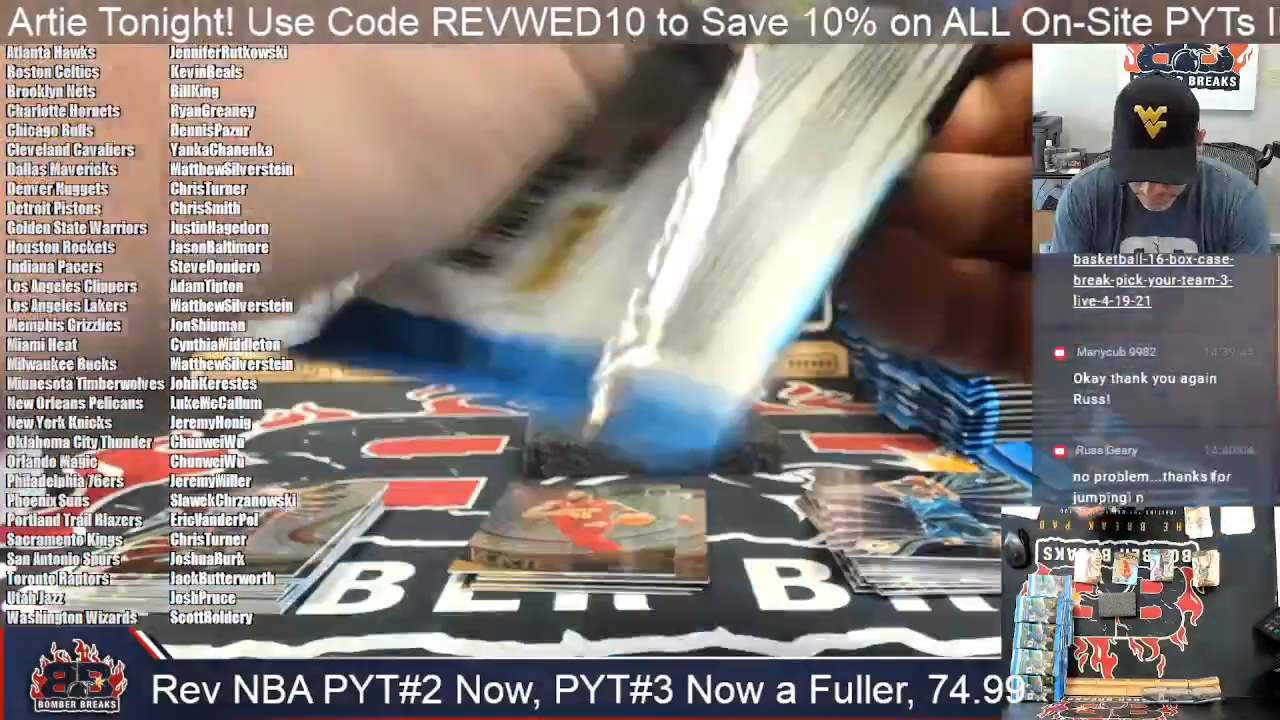 Artie Tonight! Use Code REVWED10 to Save 10% on ALL On-Site PYTs I
Atlanta Hawks JenniferRutkowski
Boston Celtics KevinBeals
Brooklyn Nets BillKing
Charlotte Hornets RyanGreaney
Chicago Bulls DennisPazur
Cleveland Cavaliers YankaChanenka
Dallas Mavericks MatthewSilverstein
Denver Nuggets ChrisTurner
Detroit Pistons ChrisSmith
Golden State Warriors JustinHagedorn
Houston Rockets JasonBaltimore
Indiana Pacers SteveDondero
Los Angeles Clippers AdamTipton
Los Angeles Lakers MatthewSilverstein
Memphis Grizzlies JonShipman
Miami Heat CynthiaMiddleton
Milwaukee Bucks MatthewSilverstein
Minnesota Timberwolves JohnKerestes
New Orleans Pelicans LukeMcCallum
New York Knicks JeremyHonig
Oklahoma City Thunder ChunweiWu
Orlando Magic ChunweiWu
Philadelphia 76ers JeremyMiller
Phoenix Suns SlawekChrzanowski
Portland Trail Blazers EricVanderPol
Sacramento Kings ChrisTurner
San Antonio Spurs JoshuaBurk
Toronto Raptors JackButterworth
Utah Jazz JoshPruce
Washington Wizards ScottRoldery
BER BR
BREAKS
basketball-16-box-case-
break-pick-your-team-3-
live-4-19-21
Manycub 9982
Okay thank you again
Russ!
Russ Geary
no problem...thanks for
jumping n
BOMBER BREAKS
Rev NBA PYT#2 Now, PYT#3 Now a Fuller, 74.99